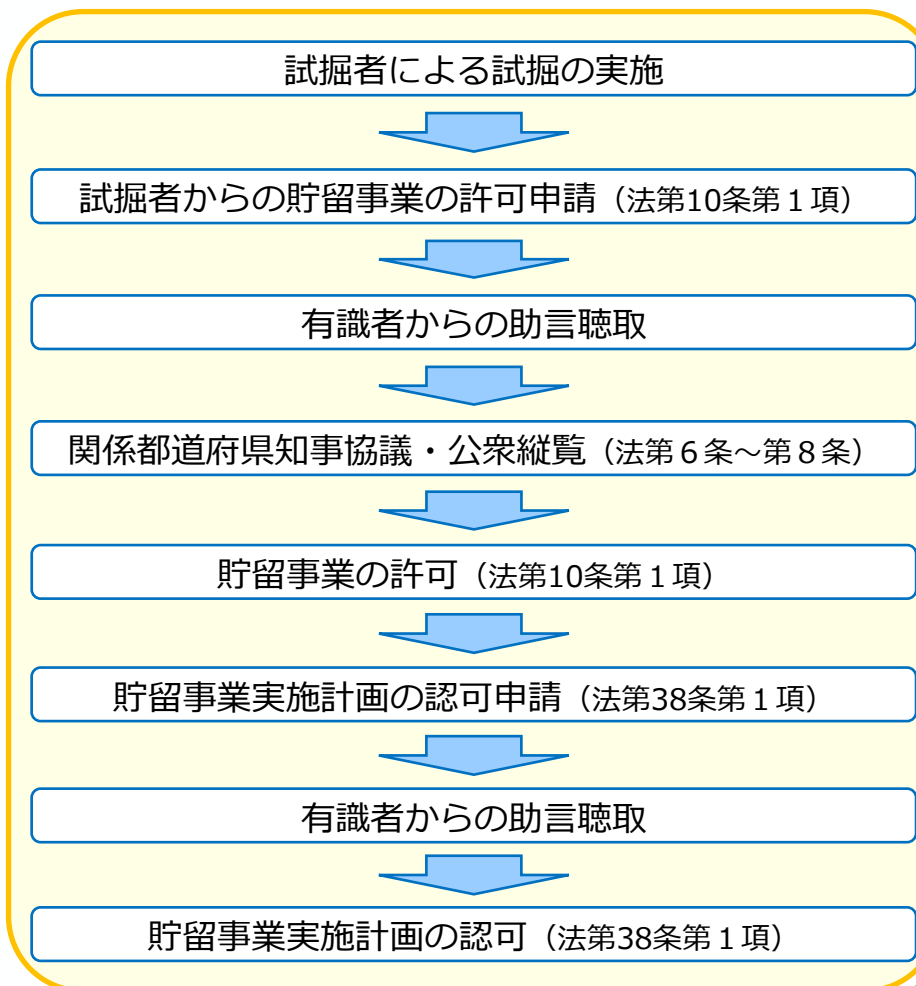 試掘者による試掘の実施
試掘者からの貯留事業の許可申請（法第10条第１項）
有識者からの助言聴取
関係都道府県知事協議・公衆縦覧（法第６条～第８条）
貯留事業の許可（法第10条第１項）
貯留事業実施計画の認可申請（法第38条第１項）
有識者からの助言聴取
貯留事業実施計画の認可（法第38条第１項）